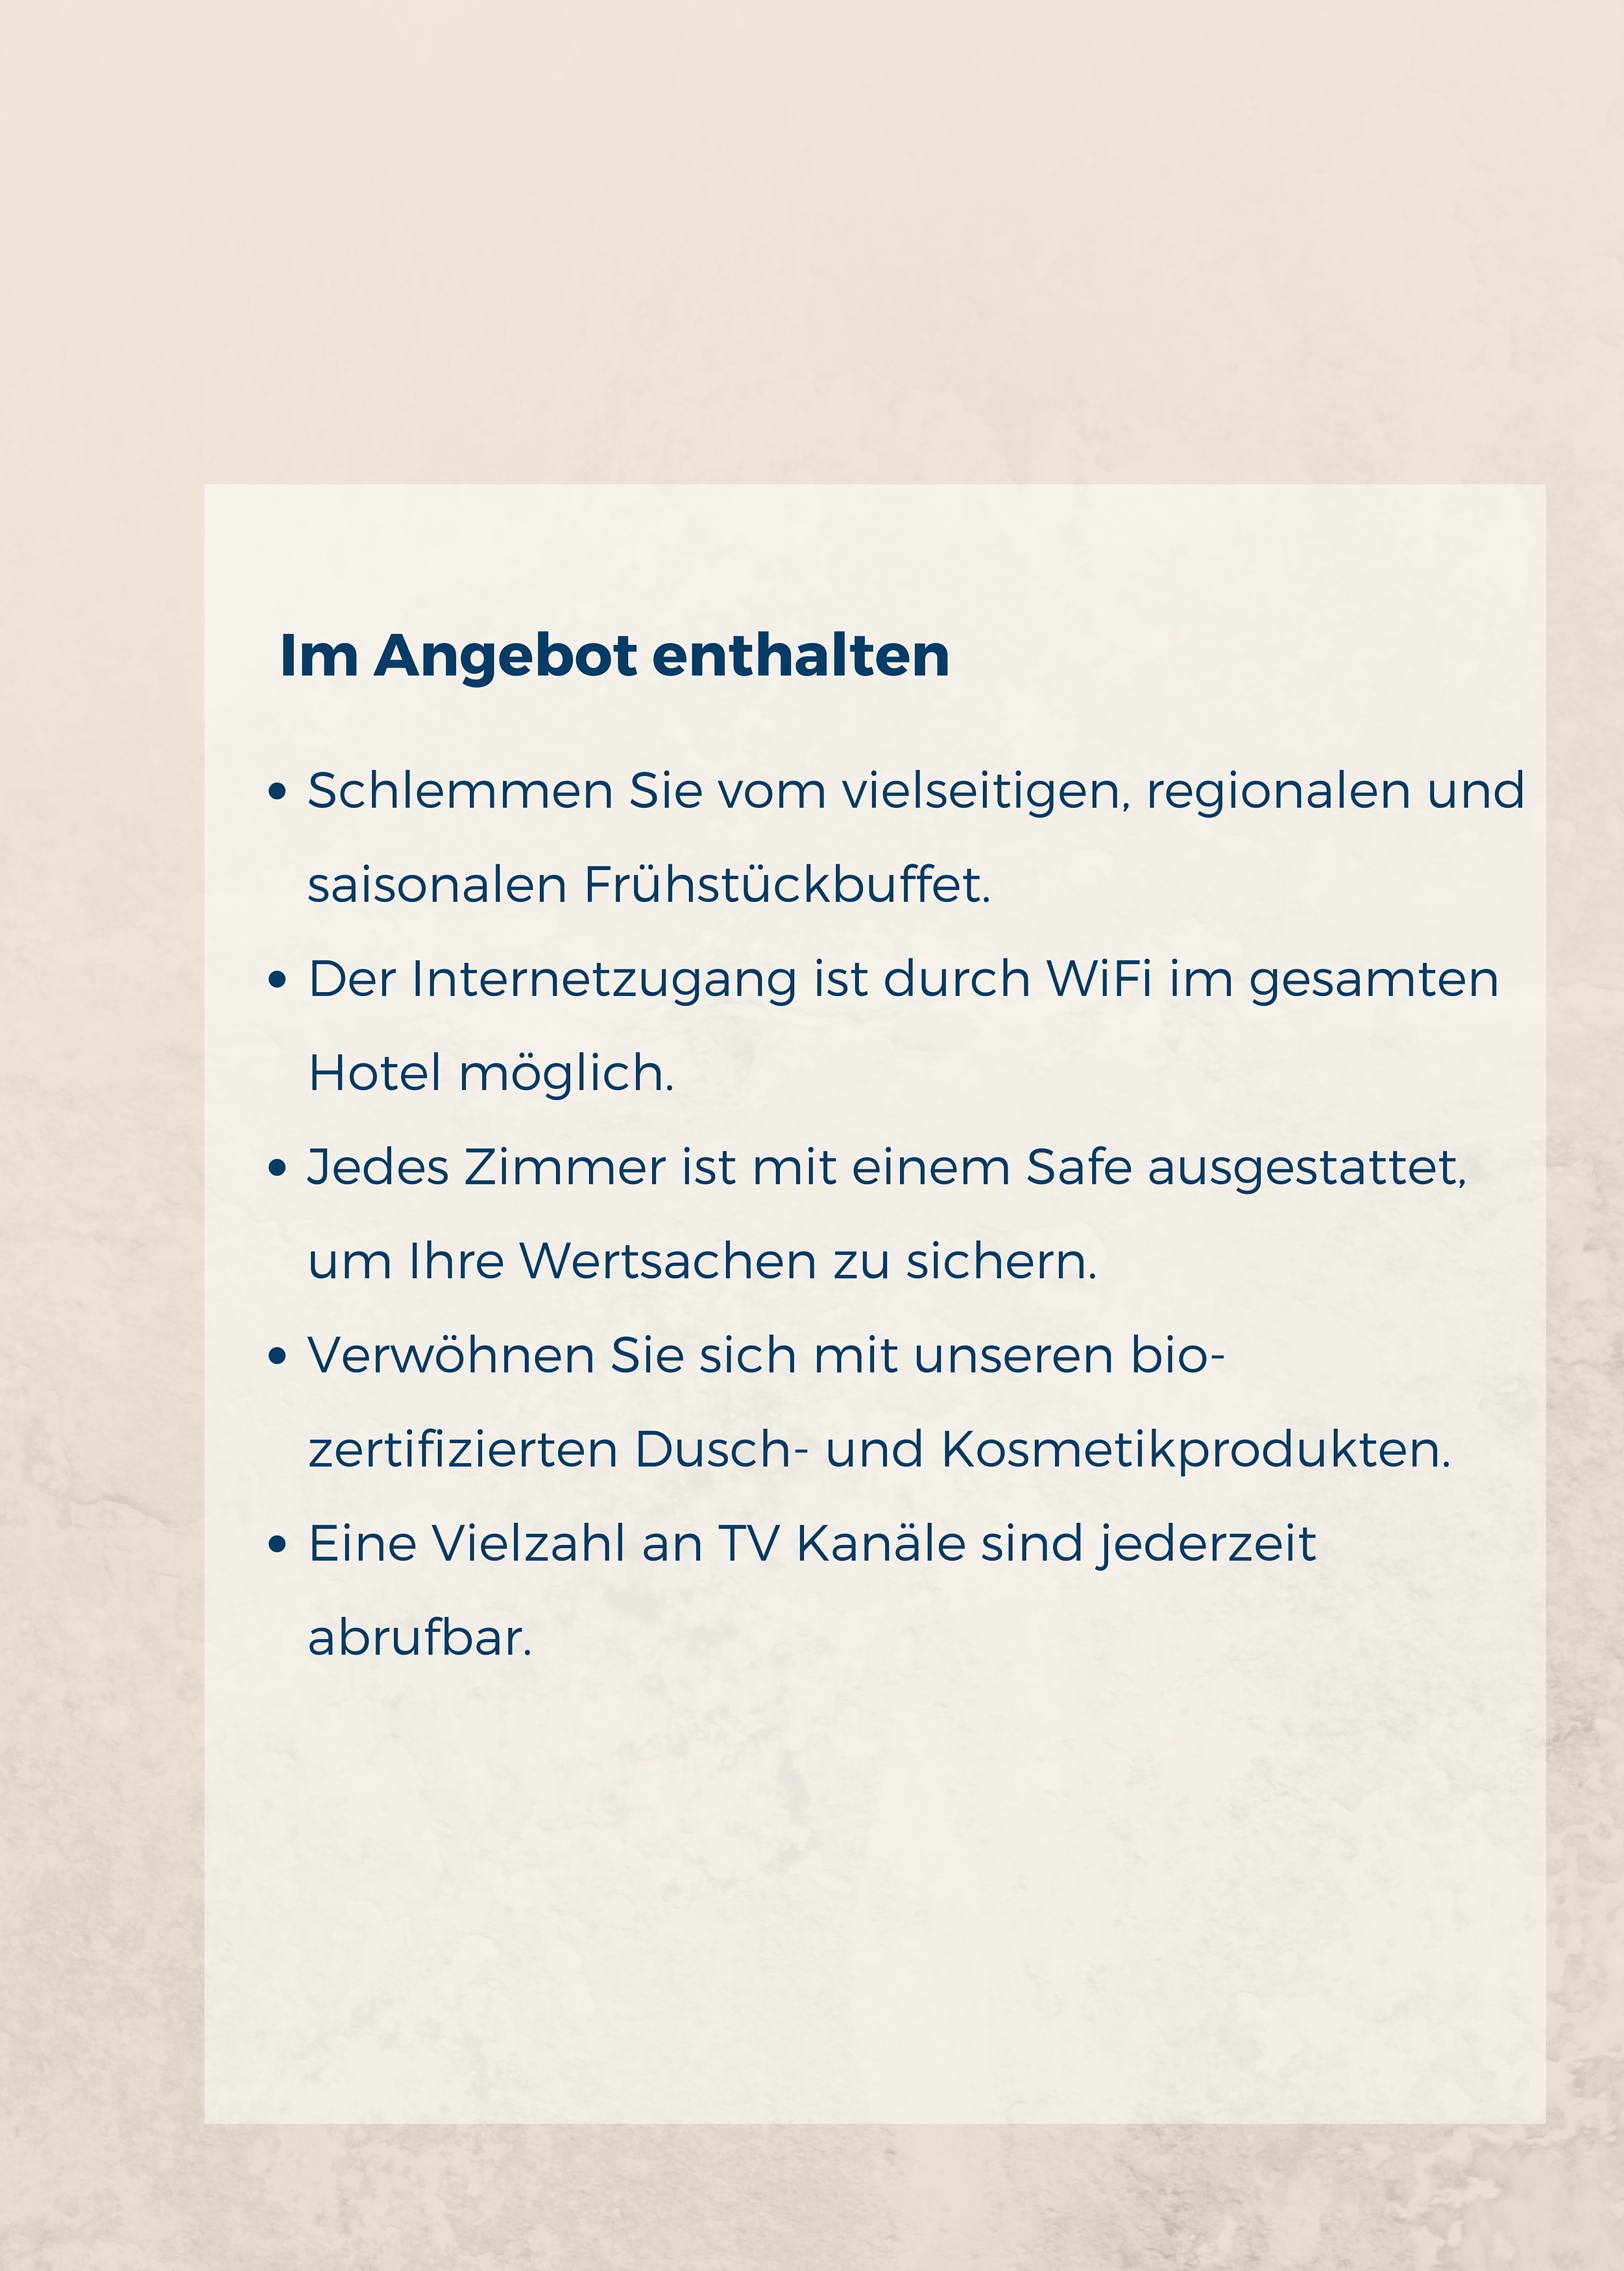 Im Angebot enthalten
• Schlemmen Sie vom vielseitigen, regionalen und
saisonalen Frühstückbuffet.
• Der Internetzugang ist durch WiFi im gesamten
Hotel möglich.
• Jedes Zimmer ist mit einem Safe ausgestattet,
um Ihre Wertsachen zu sichern.
• Verwöhnen Sie sich mit unseren bio-
zertifizierten Dusch- und Kosmetikprodukten.
• Eine Vielzahl an TV Kanäle sind jederzeit
abrufbar.